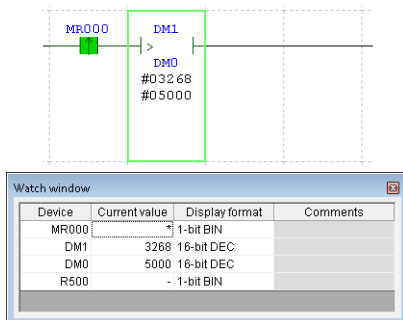 MR000 DM1
>
DM0
#03268
#05000
Watch window
Device Current value Display format Comments
MR000 * 1-bit BIN
DM1 3268 16-bit DEC
DM0 5000 16-bit DEC
R500 - 1-bit BIN